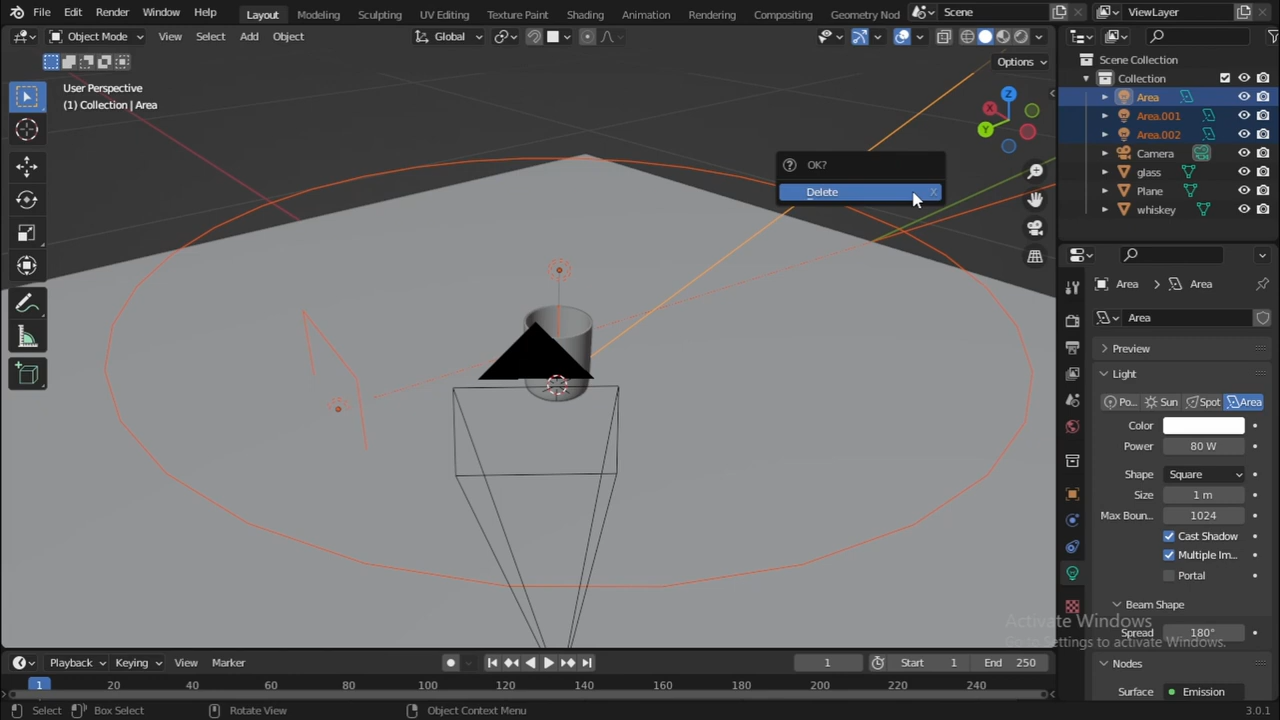 File Edit Render Window Help Layout Modeling Sculpting UV Editing Texture Paint Shading Animation Rendering Compositing Geometry Nod Scene ViewLayer
Object Mode View Select Add Object Global
Options
User Perspective
(1) Collection | Area
Z
X
Y
OK?
Delete X
Scene Collection
Collection
Area
Area.001
Area.002
Camera
glass
Plane
whiskey
Area Area
Area
Preview
Light
Po... Sun Spot Area
Color
Power 80 W
Shape Square
Size 1 m
Max Boun... 1024
Cast Shadow
Multiple Im...
Portal
Beam Shape
Spread 180°
Nodes
Surface Emission
Activate Windows
Go to Settings to activate Windows.
Playback Keying View Marker 1 Start 1 End 250
1 20 40 60 80 100 120 140 160 180 200 220 240
Select Box Select Rotate View Object Context Menu 3.0.1